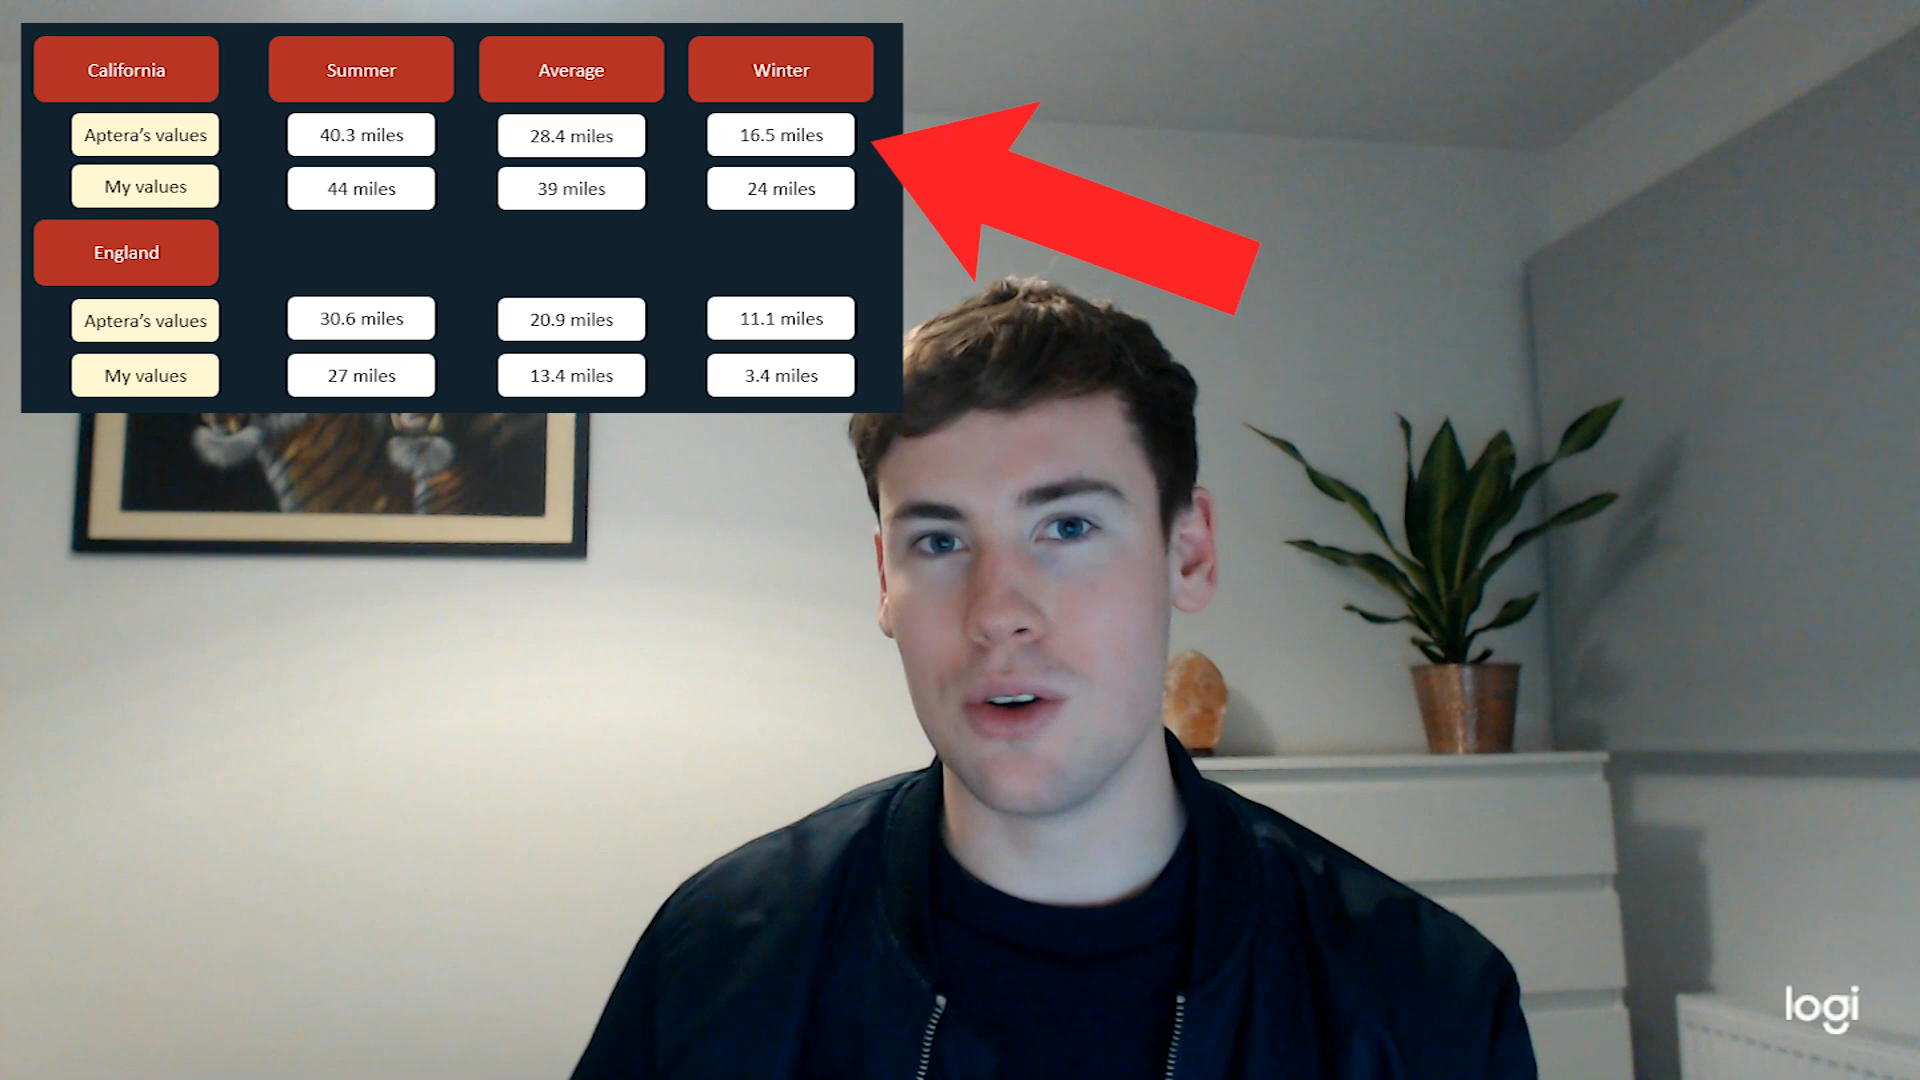 California Summer Average Winter
Aptera's values 40.3 miles 28.4 miles 16.5 miles
My values 44 miles 39 miles 24 miles
England
Aptera's values 30.6 miles 20.9 miles 11.1 miles
My values 27 miles 13.4 miles 3.4 miles
logi